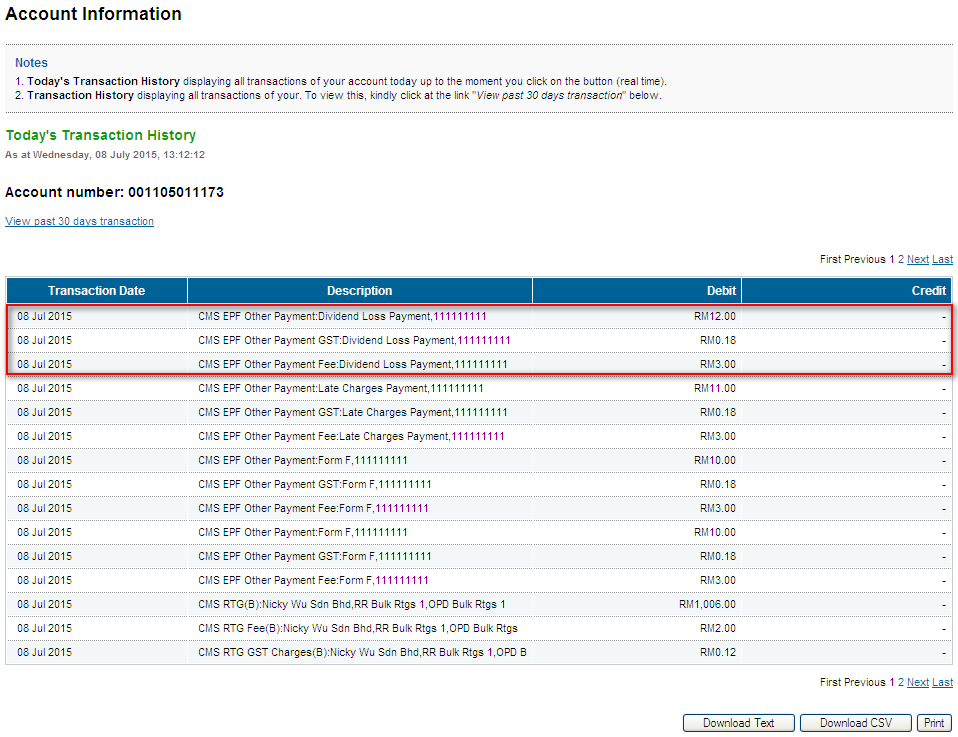 Account Information
Notes
1. Today's Transaction History displaying all transactions of your account today up to the moment you click on the button (real time).
2. Transaction History displaying all transactions of your. To view this, kindly click at the link "View past 30 days transaction" below.
Today's Transaction History
As at Wednesday, 08 July 2015, 13:12:12
Account number: 001105011173
View past 30 days transaction
First Previous 1 2 Next Last
Transaction Date Description Debit Credit
08 Jul 2015 CMS EPF Other Payment:Dividend Loss Payment,111111111 RM12.00 -
08 Jul 2015 CMS EPF Other Payment GST:Dividend Loss Payment,111111111 RM0.18 -
08 Jul 2015 CMS EPF Other Payment Fee:Dividend Loss Payment,111111111 RM3.00 -
08 Jul 2015 CMS EPF Other Payment:Late Charges Payment,111111111 RM11.00 -
08 Jul 2015 CMS EPF Other Payment GST:Late Charges Payment,111111111 RM0.18 -
08 Jul 2015 CMS EPF Other Payment Fee:Late Charges Payment,111111111 RM3.00 -
08 Jul 2015 CMS EPF Other Payment:Form F,111111111 RM10.00 -
08 Jul 2015 CMS EPF Other Payment GST:Form F,111111111 RM0.18 -
08 Jul 2015 CMS EPF Other Payment Fee:Form F,111111111 RM3.00 -
08 Jul 2015 CMS EPF Other Payment:Form F,111111111 RM10.00 -
08 Jul 2015 CMS EPF Other Payment GST:Form F,111111111 RM0.18 -
08 Jul 2015 CMS EPF Other Payment Fee:Form F,111111111 RM3.00 -
08 Jul 2015 CMS RTG(B):Nicky Wu Sdn Bhd,RR Bulk Rtgs 1,OPD Bulk Rtgs 1 RM1,006.00 -
08 Jul 2015 CMS RTG Fee(B):Nicky Wu Sdn Bhd,RR Bulk Rtgs 1,OPD Bulk Rtgs RM2.00 -
08 Jul 2015 CMS RTG GST Charges(B):Nicky Wu Sdn Bhd,RR Bulk Rtgs 1,OPD B RM0.12 -
First Previous 1 2 Next Last
Download Text Download CSV Print